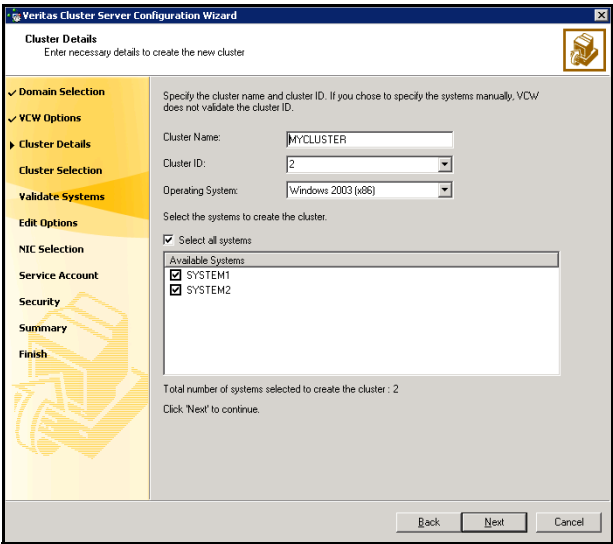 Veritas Cluster Server Configuration Wizard
Cluster Details
Enter necessary details to create the new cluster
Domain Selection
VCW Options
Cluster Details
Cluster Selection
Validate Systems
Edit Options
NIC Selection
Service Account
Security
Summary
Finish
Specify the cluster name and cluster ID. If you chose to specify the systems manually, VCW
does not validate the cluster ID.
Cluster Name: MYCLUSTER
Cluster ID: 2
Operating System: Windows 2003 (x86)
Select the systems to create the cluster.
Select all systems
Available Systems
SYSTEM1
SYSTEM2
Total number of systems selected to create the cluster : 2
Click 'Next' to continue.
Back Next Cancel